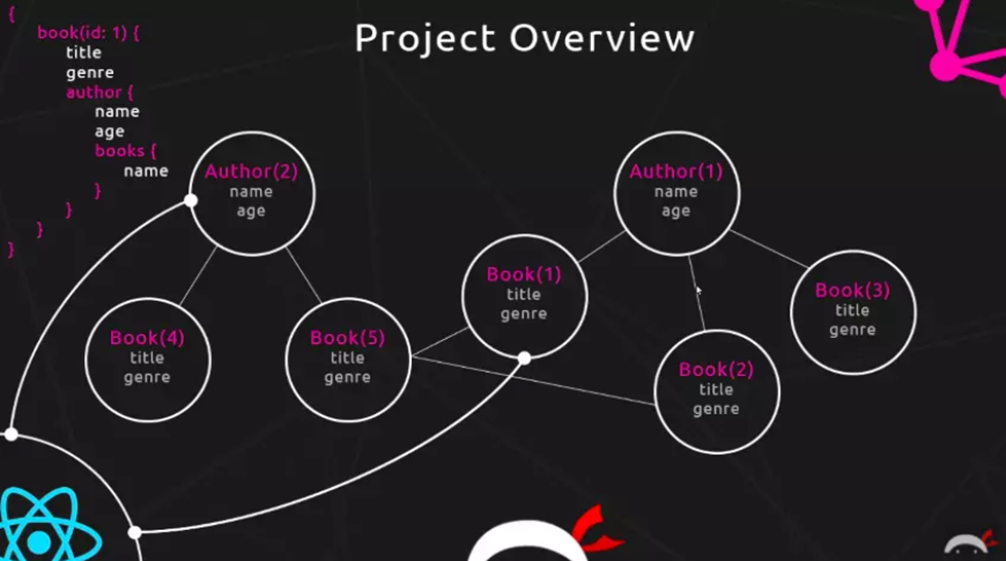 Project Overview
{
book(id: 1) {
title
genre
author {
name
age
books {
name
}
}
}
}
Author(2)
name
age
Author(1)
name
age
Book(1)
title
genre
Book(3)
title
genre
Book(4)
title
genre
Book(5)
title
genre
Book(2)
title
genre